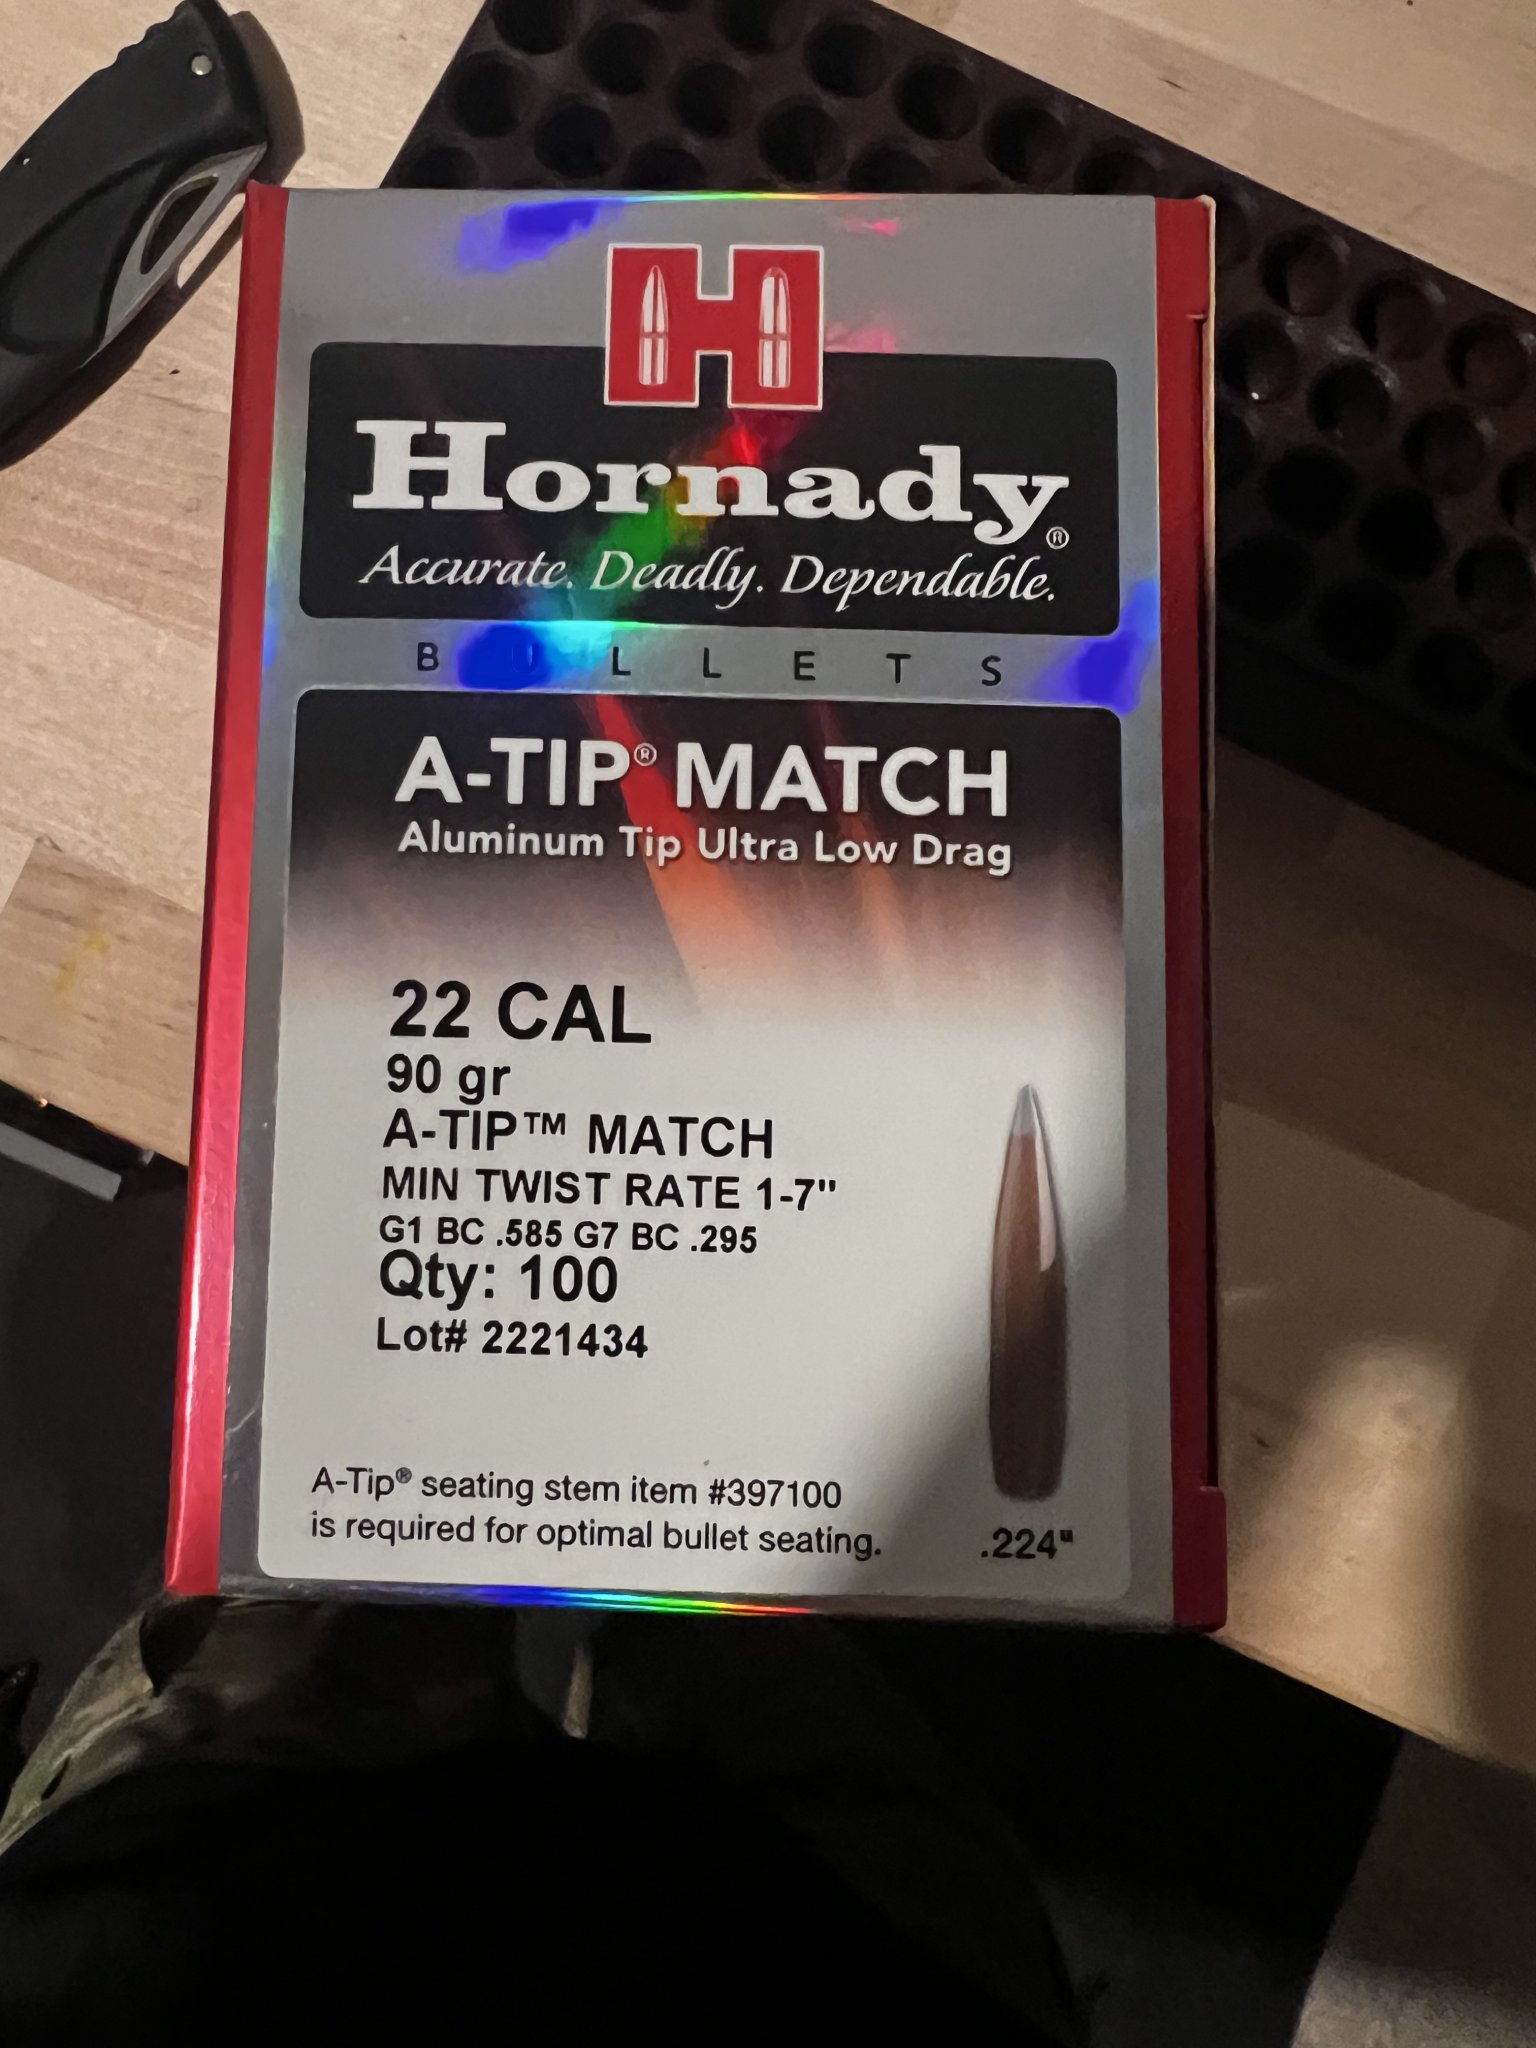 H
Hornady®
Accurate. Deadly. Dependable.
BULLETS
A-TIP® MATCH
Aluminum Tip Ultra Low Drag
22 CAL
90 gr
A-TIP™ MATCH
MIN TWIST RATE 1-7"
G1 BC .585 G7 BC .295
Qty: 100
Lot# 2221434
A-Tip® seating stem item #397100
is required for optimal bullet seating.
.224"